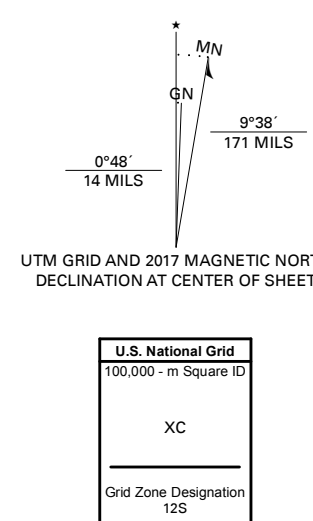 ★
MN
GN
9°38´
171 MILS
0°48´
14 MILS
UTM GRID AND 2017 MAGNETIC NORT
DECLINATION AT CENTER OF SHEET
U.S. National Grid
100,000 - m Square ID
XC
Grid Zone Designation
12S